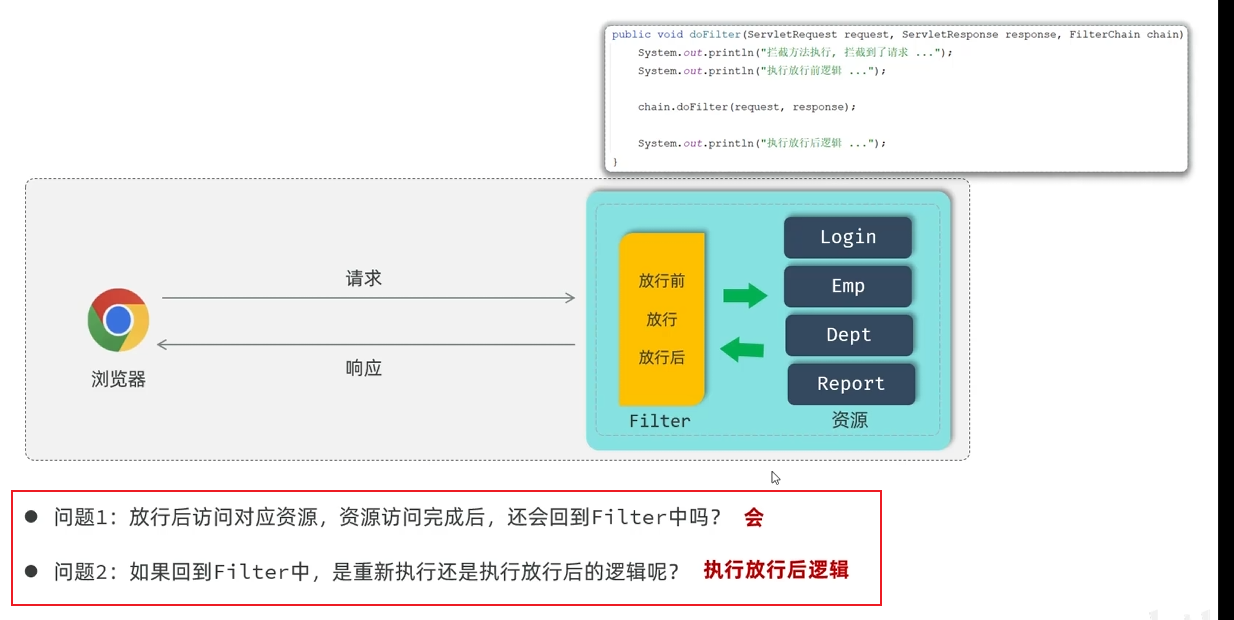 public void doFilter(ServletRequest request, ServletResponse response, FilterChain chain)
System.out.println("拦截方法执行, 拦截到了请求 ...");
System.out.println("执行放行前逻辑 ...");
chain.doFilter(request, response);
System.out.println("执行放行后逻辑 ...");
}
请求
响应
浏览器
放行前
放行
放行后
Filter
Login
Emp
Dept
Report
资源
● 问题1：放行后访问对应资源，资源访问完成后，还会回到Filter中吗？ 会
● 问题2：如果回到Filter中，是重新执行还是执行放行后的逻辑呢？ 执行放行后逻辑